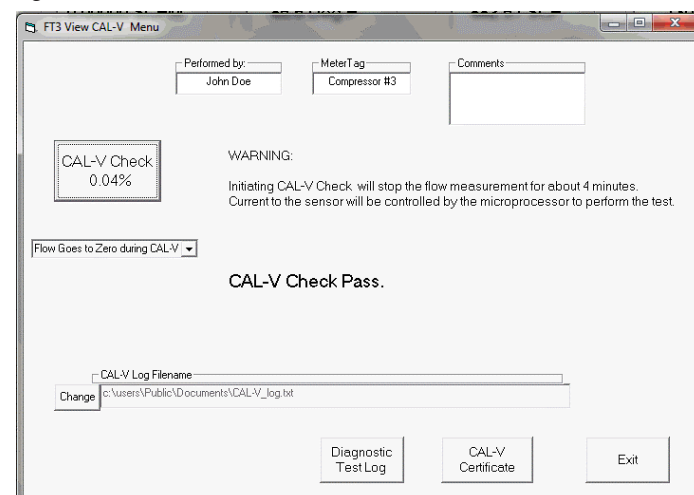 FT3 View CAL-V Menu
Performed by:
John Doe
MeterTag
Compressor #3
Comments
CAL-V Check
0.04%
WARNING:
Initiating CAL-V Check will stop the flow measurement for about 4 minutes.
Current to the sensor will be controlled by the microprocessor to perform the test.
Flow Goes to Zero during CAL-V
CAL-V Check Pass.
CAL-V Log Filename
Change
c:\users\Public\Documents\CAL-V_log.txt
Diagnostic
Test Log
CAL-V
Certificate
Exit